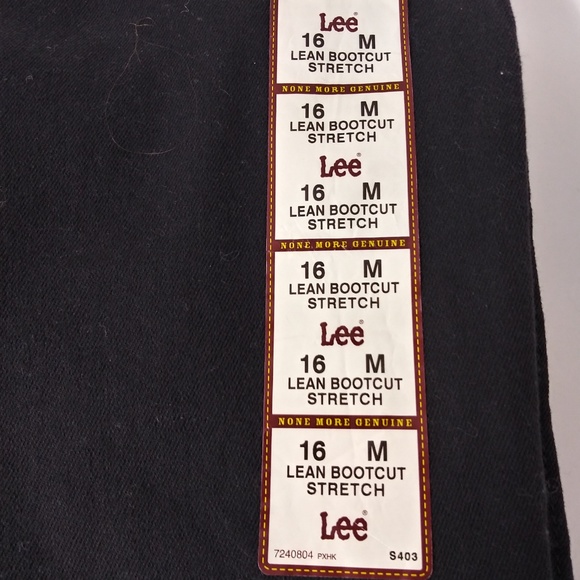 Lee®
16 M
LEAN BOOTCUT
STRETCH
NONE MORE GENUINE
16 M
LEAN BOOTCUT
STRETCH
Lee®
16 M
LEAN BOOTCUT
STRETCH
NONE MORE GENUINE
16 M
LEAN BOOTCUT
STRETCH
Lee®
16 M
LEAN BOOTCUT
STRETCH
NONE MORE GENUINE
16 M
LEAN BOOTCUT
STRETCH
Lee®
7240804 PXHK S403